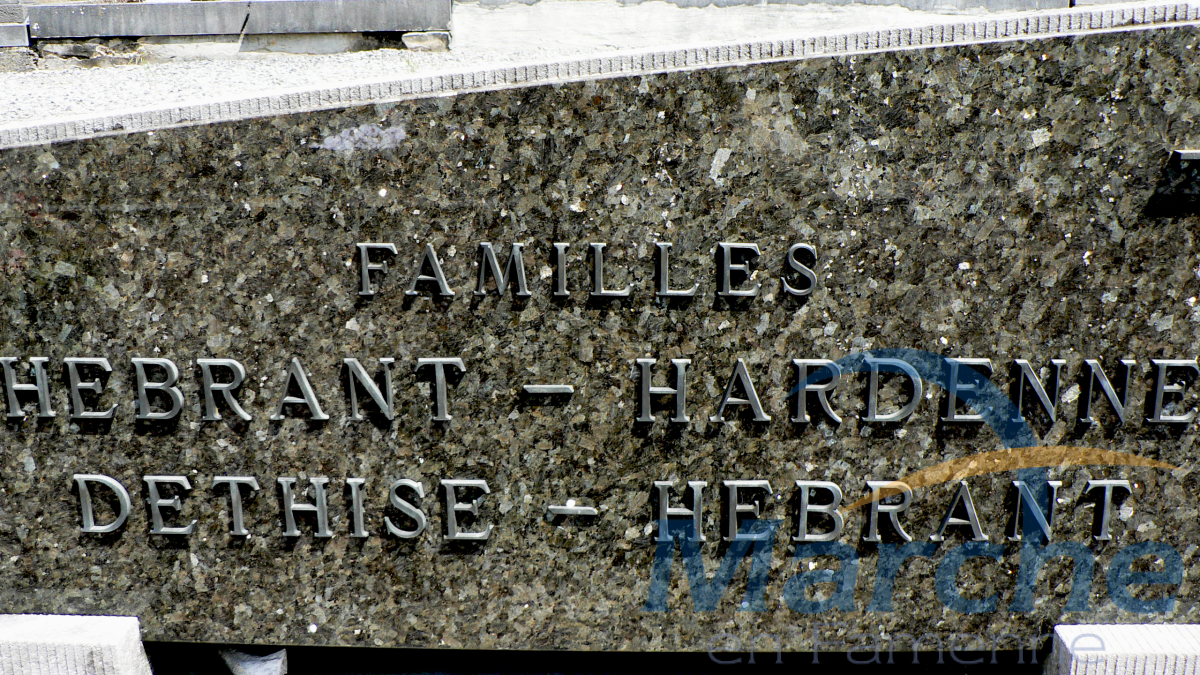 FAMILLES
HEBRANT – HARDENNE
DETHISE – HEBRANT
Marche
en Famenne